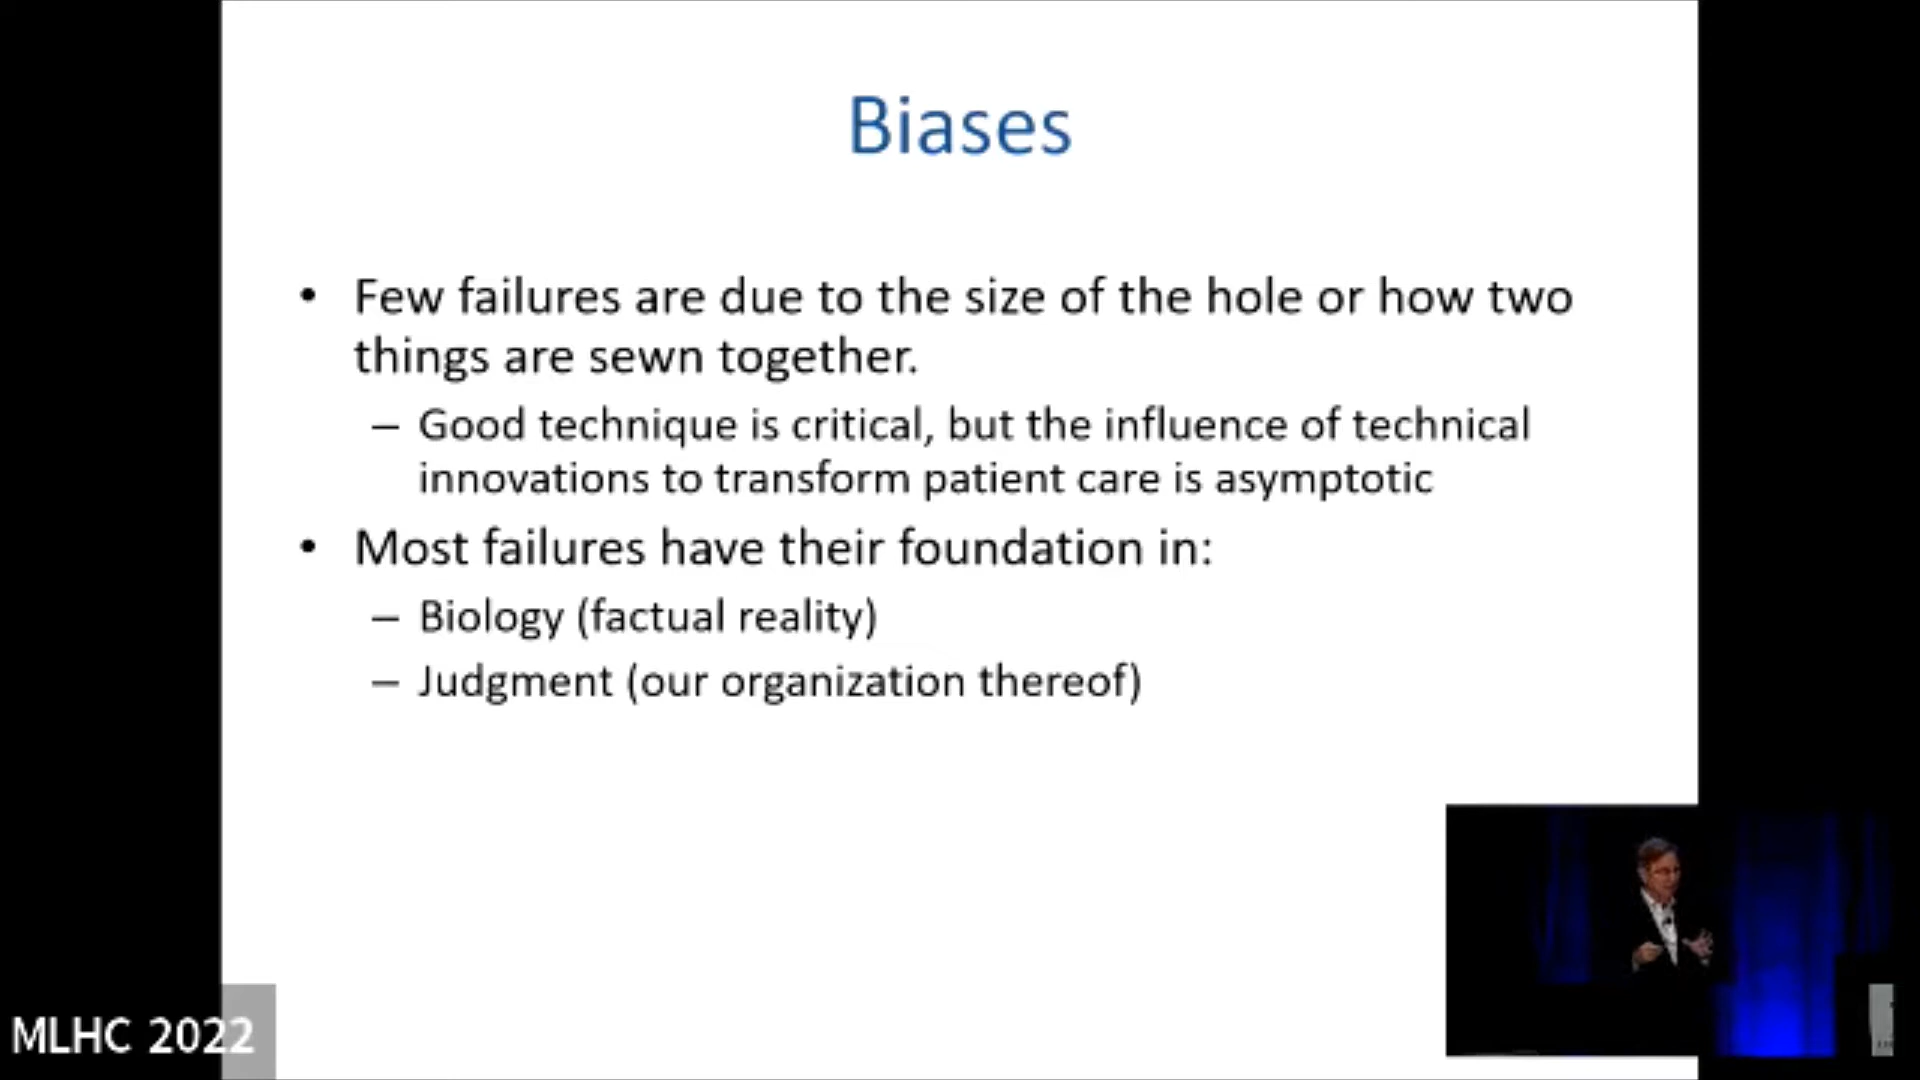 Biases
• Few failures are due to the size of the hole or how two
things are sewn together.
– Good technique is critical, but the influence of technical
innovations to transform patient care is asymptotic
• Most failures have their foundation in:
– Biology (factual reality)
– Judgment (our organization thereof)
MLHC 2022